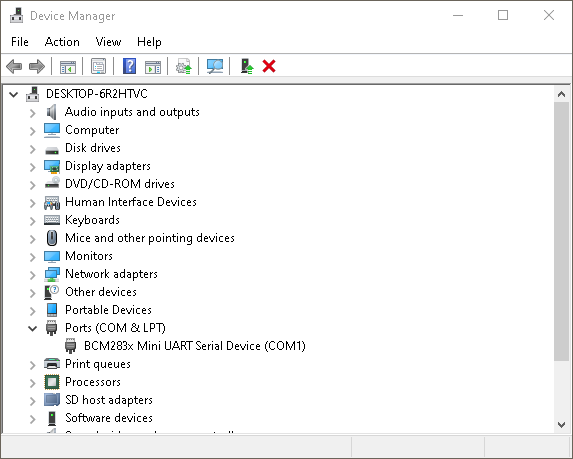 Device Manager
File Action View Help
DESKTOP-6R2HTVC
Audio inputs and outputs
Computer
Disk drives
Display adapters
DVD/CD-ROM drives
Human Interface Devices
Keyboards
Mice and other pointing devices
Monitors
Network adapters
Other devices
Portable Devices
Ports (COM & LPT)
BCM283x Mini UART Serial Device (COM1)
Print queues
Processors
SD host adapters
Software devices